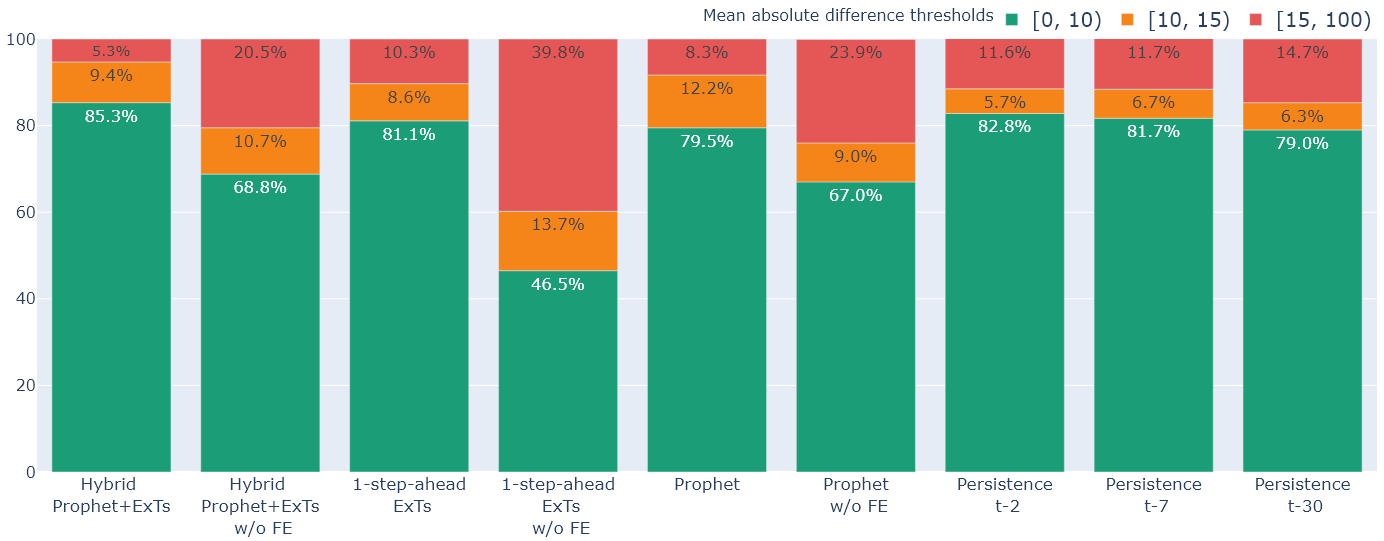 Mean absolute difference thresholds [0, 10) [10, 15) [15, 100)
100
80
60
40
20
0
5.3% 20.5% 10.3% 39.8% 8.3% 23.9% 11.6% 11.7% 14.7%
9.4% 10.7% 8.6% 13.7% 12.2% 9.0% 5.7% 6.7% 6.3%
85.3% 68.8% 81.1% 46.5% 79.5% 67.0% 82.8% 81.7% 79.0%
Hybrid
Prophet+ExTs
Hybrid
Prophet+ExTs
w/o FE
1-step-ahead
ExTs
1-step-ahead
ExTs
w/o FE
Prophet
Prophet
w/o FE
Persistence
t-2
Persistence
t-7
Persistence
t-30